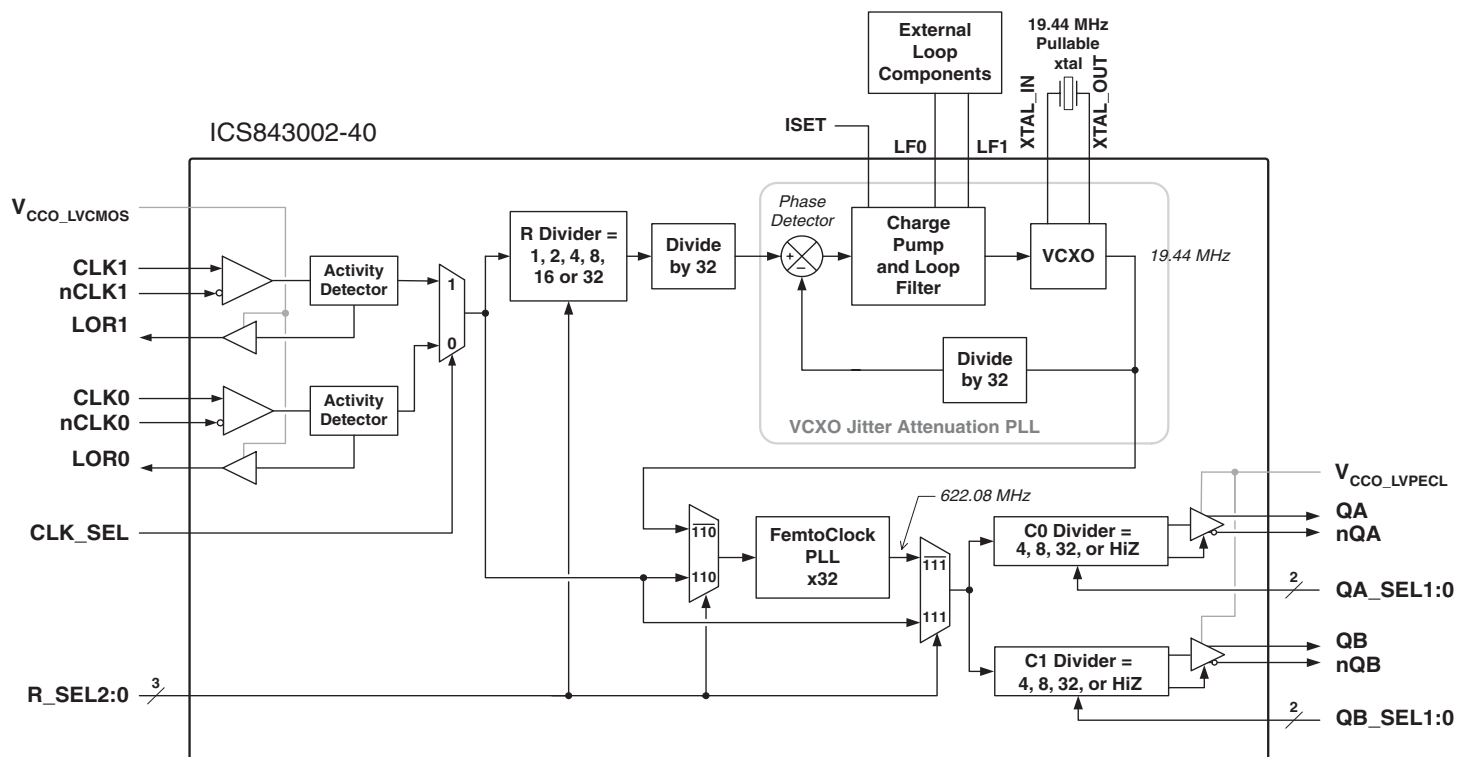 External
Loop
Components
19.44 MHz
Pullable
xtal
XTAL_IN
XTAL_OUT
ISET
LF0
LF1
ICS843002-40
VCCO_LVCMOS
CLK1
nCLK1
LOR1
CLK0
nCLK0
LOR0
CLK_SEL
R_SEL2:0
3
Activity
Detector
Activity
Detector
1
0
R Divider =
1, 2, 4, 8,
16 or 32
Divide
by 32
Phase
Detector
+
–
Charge
Pump
and Loop
Filter
VCXO
19.44 MHz
Divide
by 32
VCXO Jitter Attenuation PLL
110
110
FemtoClock
PLL
x32
622.08 MHz
111
111
C0 Divider =
4, 8, 32, or HiZ
C1 Divider =
4, 8, 32, or HiZ
VCCO_LVPECL
QA
nQA
2
QA_SEL1:0
QB
nQB
2
QB_SEL1:0